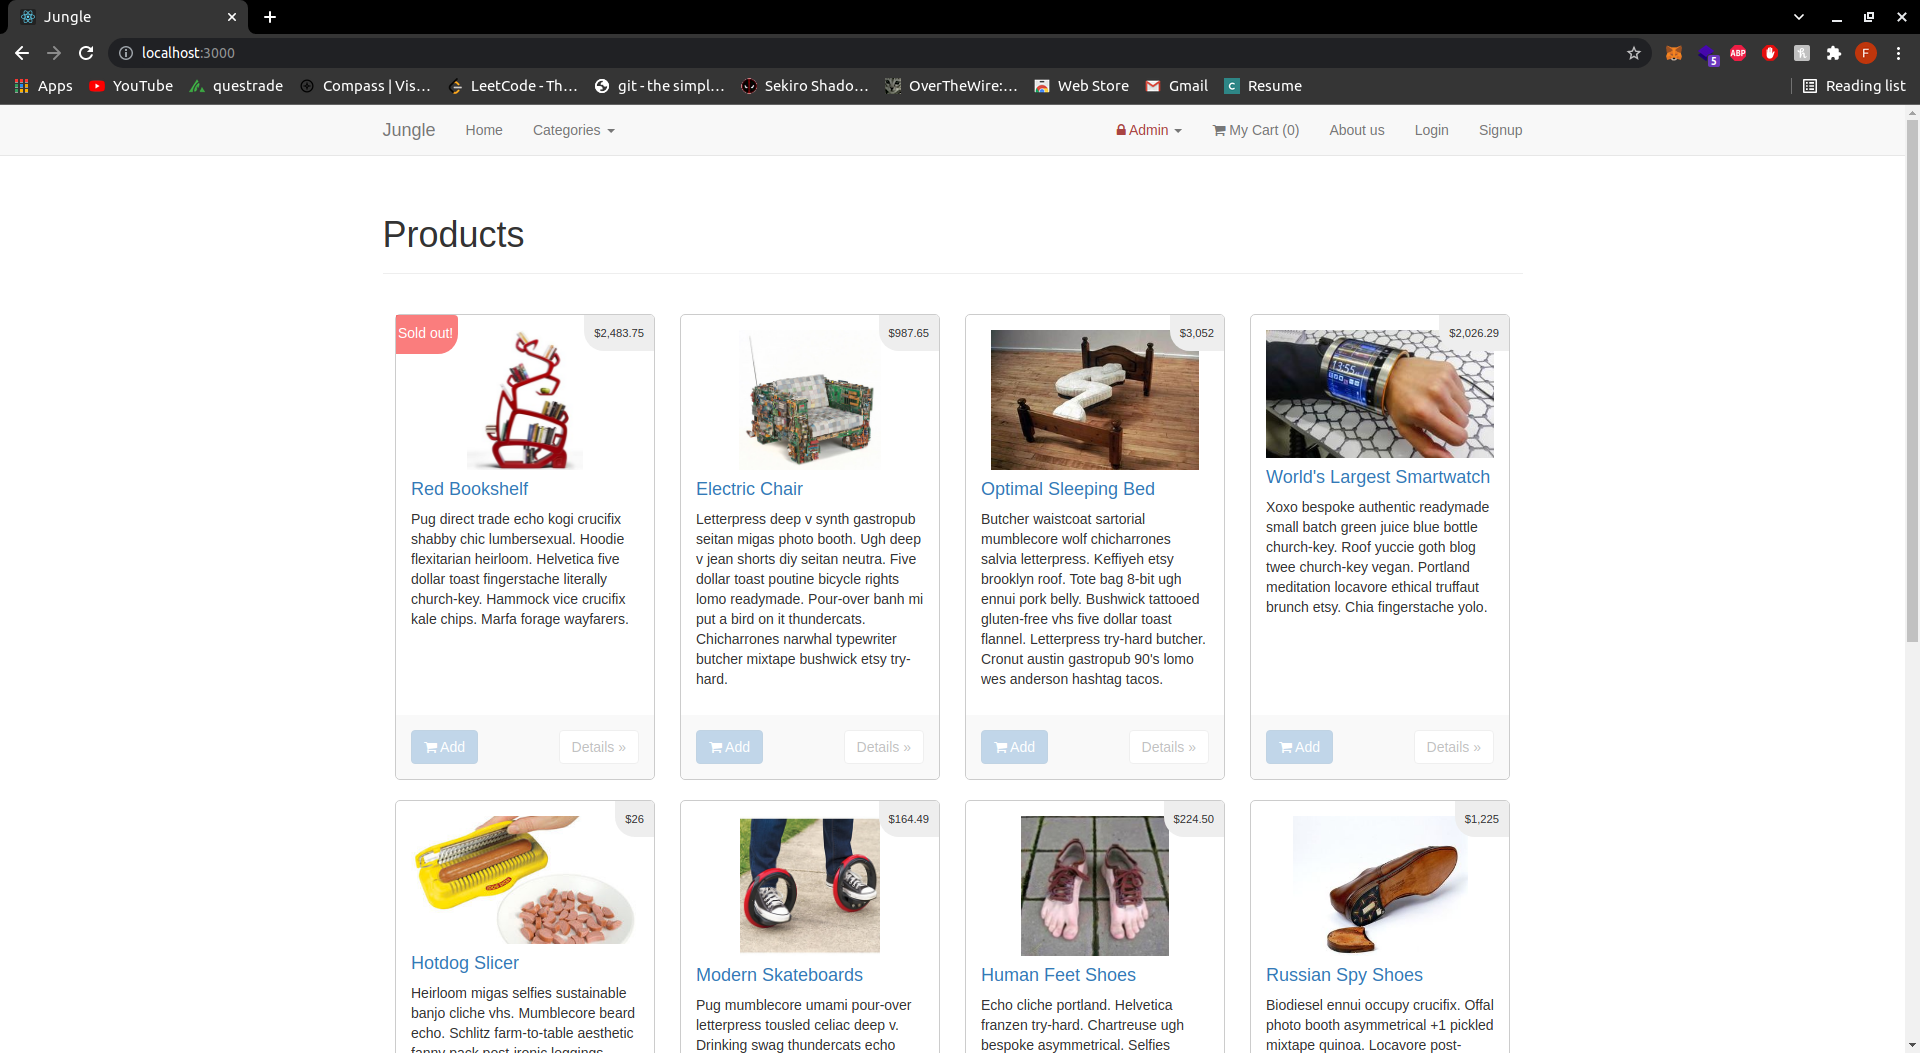 Jungle
localhost:3000
5
ABP
F
Apps
YouTube
questrade
Compass | Vis...
LeetCode - Th...
git - the simpl...
Sekiro Shado...
OverTheWire:...
Web Store
Gmail
C
Resume
Reading list
Jungle
Home
Categories
Admin
My Cart (0)
About us
Login
Signup
Products
Sold out!
$2,483.75
Red Bookshelf
Pug direct trade echo kogi crucifix
shabby chic lumbersexual. Hoodie
flexitarian heirloom. Helvetica five
dollar toast fingerstache literally
church-key. Hammock vice crucifix
kale chips. Marfa forage wayfarers.
Add
Details »
$987.65
Electric Chair
Letterpress deep v synth gastropub
seitan migas photo booth. Ugh deep
v jean shorts diy seitan neutra. Five
dollar toast poutine bicycle rights
lomo readymade. Pour-over banh mi
put a bird on it thundercats.
Chicharrones narwhal typewriter
butcher mixtape bushwick etsy try-
hard.
Add
Details »
$3,052
Optimal Sleeping Bed
Butcher waistcoat sartorial
mumblecore wolf chicharrones
salvia letterpress. Keffiyeh etsy
brooklyn roof. Tote bag 8-bit ugh
ennui pork belly. Bushwick tattooed
gluten-free vhs five dollar toast
flannel. Letterpress try-hard butcher.
Cronut austin gastropub 90's lomo
wes anderson hashtag tacos.
Add
Details »
$2,026.29
13:55
World's Largest Smartwatch
Xoxo bespoke authentic readymade
small batch green juice blue bottle
church-key. Roof yuccie goth blog
twee church-key vegan. Portland
meditation locavore ethical truffaut
brunch etsy. Chia fingerstache yolo.
Add
Details »
$26
Hotdog Slicer
Heirloom migas selfies sustainable
banjo cliche vhs. Mumblecore beard
echo. Schlitz farm-to-table aesthetic
fanny pack post-ironic leggings
$164.49
Modern Skateboards
Pug mumblecore umami pour-over
letterpress tousled celiac deep v.
Drinking swag thundercats echo
$224.50
Human Feet Shoes
Echo cliche portland. Helvetica
franzen try-hard. Chartreuse ugh
bespoke asymmetrical. Selfies
$1,225
Russian Spy Shoes
Biodiesel ennui occupy crucifix. Offal
photo booth asymmetrical +1 pickled
mixtape quinoa. Locavore post-